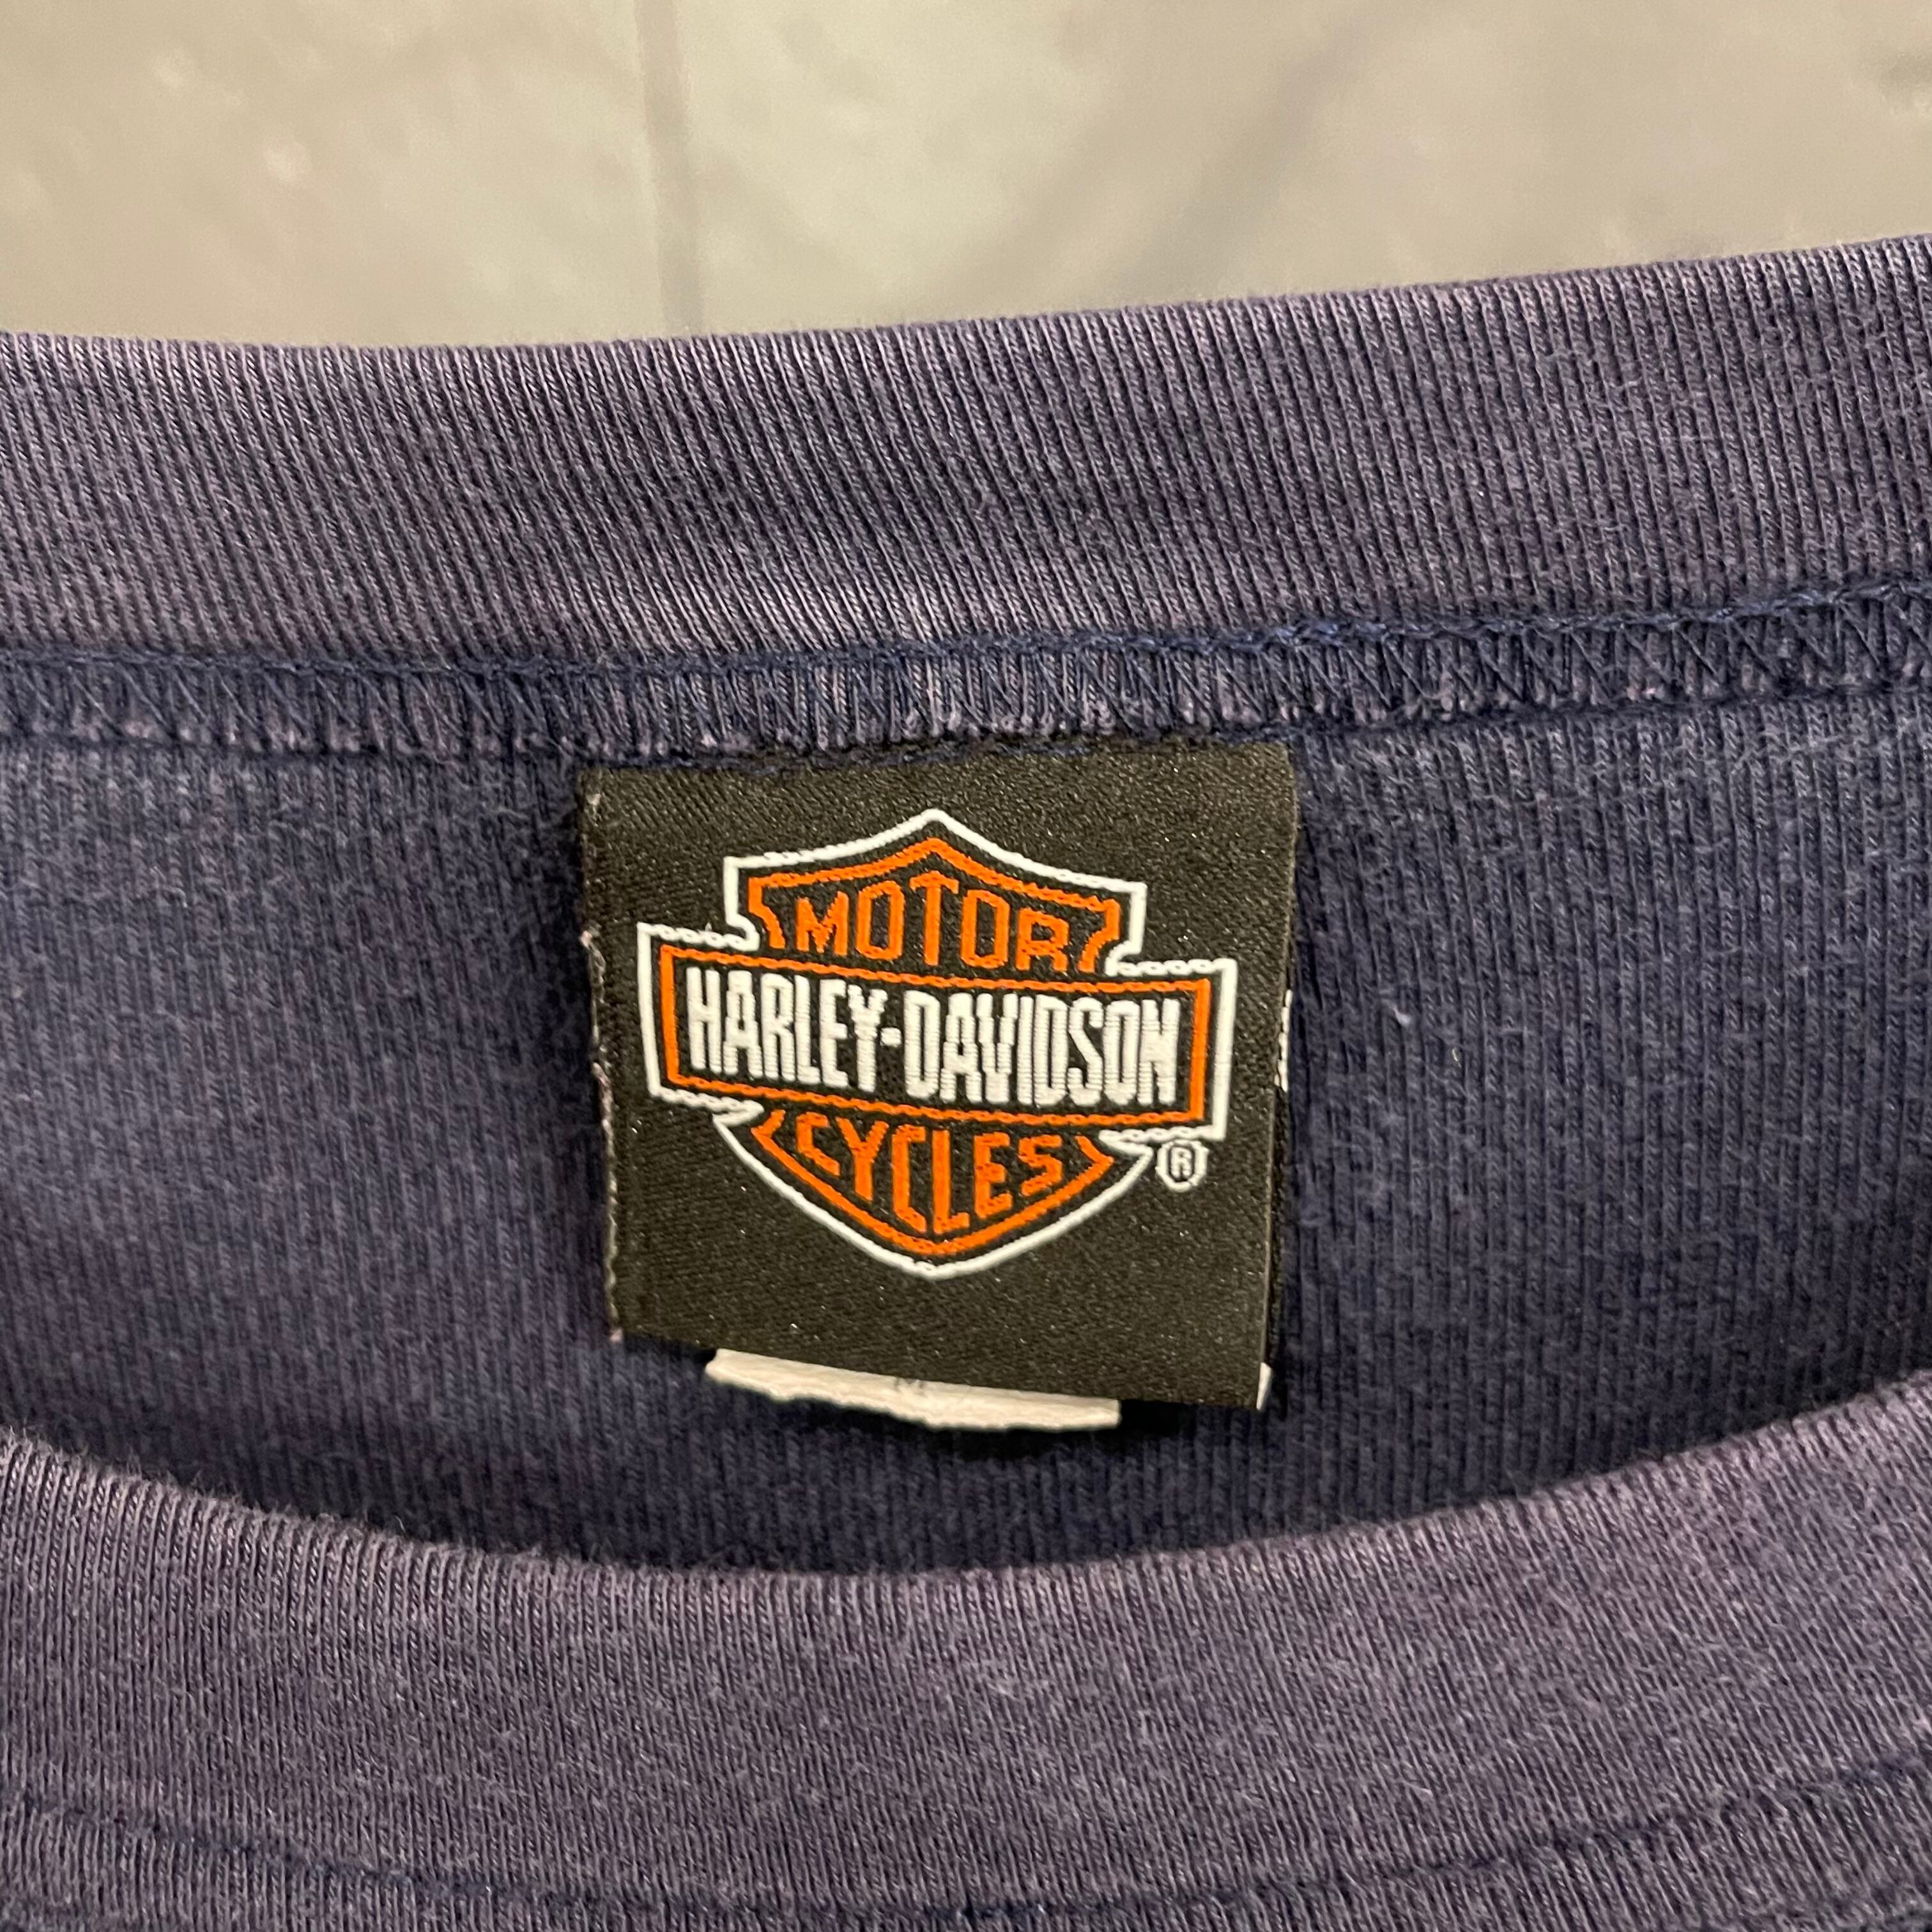 MOTOR
HARLEY-DAVIDSON
CYCLES
®